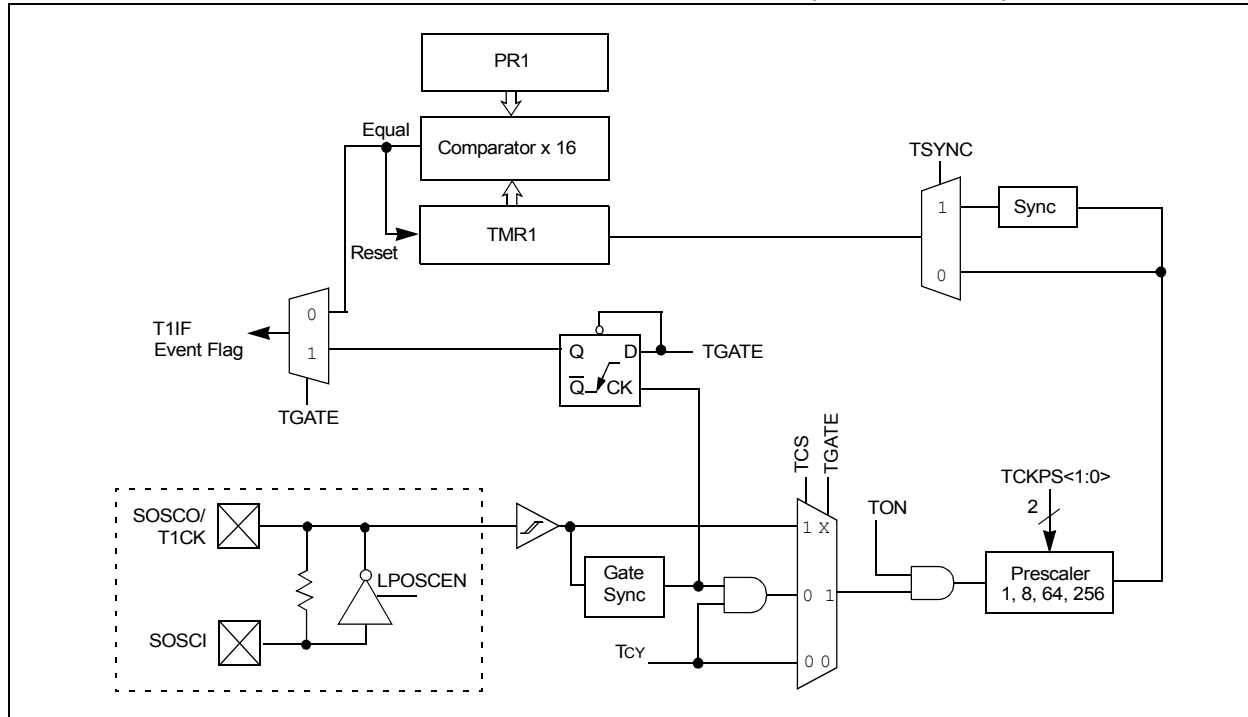 PR1
Equal
Comparator x 16
TSYNC
1
Sync
TMR1
Reset
0
0
T1IF
Event Flag
1
Q
D
TGATE
Q̅
CK
TGATE
TCS
TGATE
TCKPS<1:0>
2
SOSCO/
T1CK
TON
1 X
LPOSCEN
Gate
Sync
Prescaler
1, 8, 64, 256
0 1
SOSCI
TCY
0 0